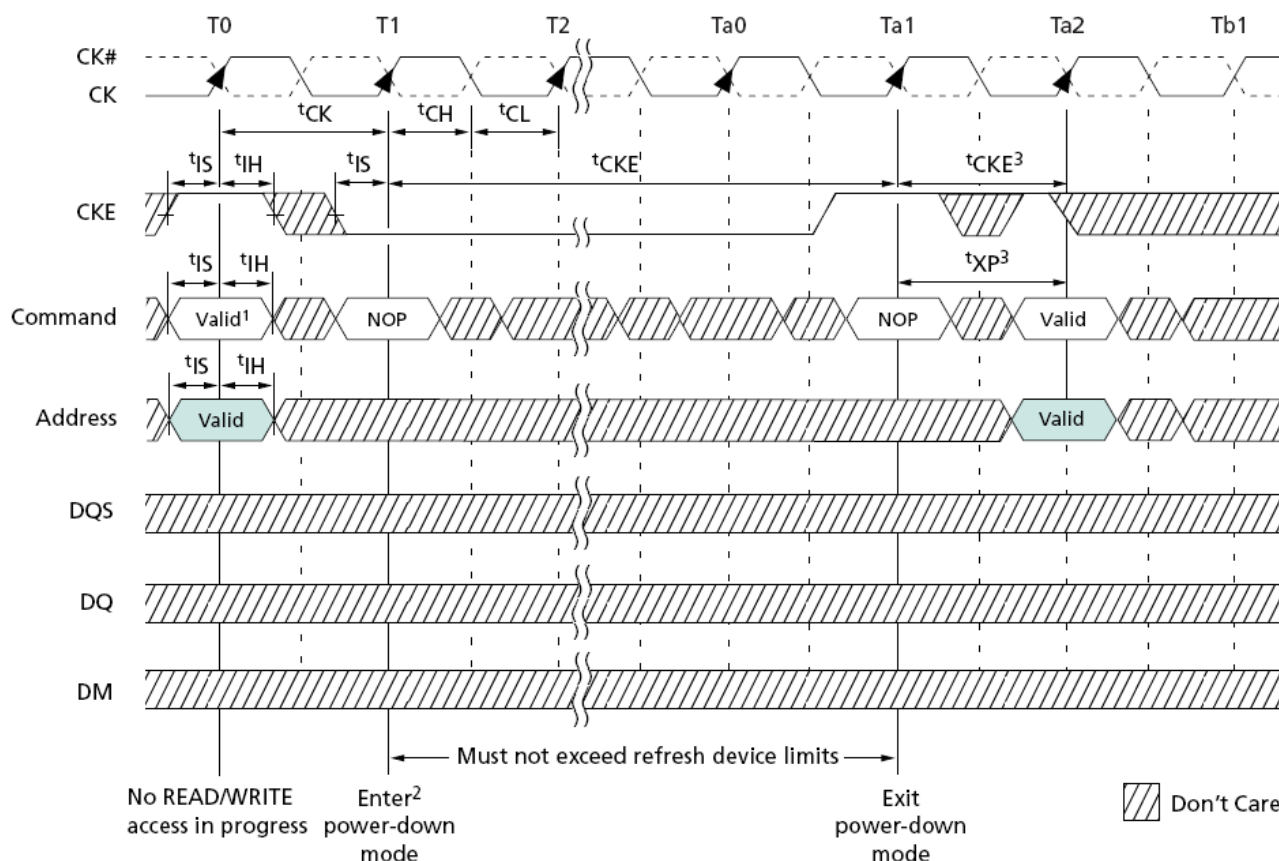 T0 T1 T2 Ta0 Ta1 Ta2 Tb1
CK#
CK
tCK tCH tCL
tIS tIH tIS tCKE tCKE³
CKE
tIS tIH tXP³
Command Valid¹ NOP NOP Valid
tIS tIH
Address Valid Valid
DQS
DQ
DM
Must not exceed refresh device limits
No READ/WRITE
access in progress
Enter²
power-down
mode
Exit
power-down
mode
Don't Care